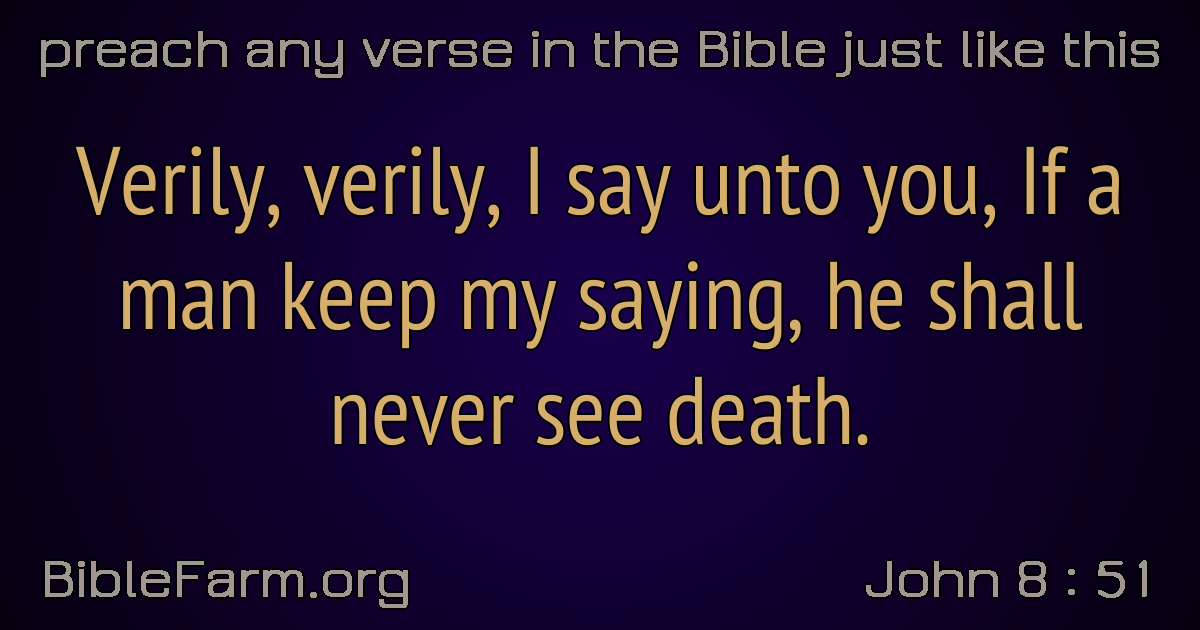 preach any verse in the Bible just like this
Verily, verily, I say unto you, If a
man keep my saying, he shall
never see death.
BibleFarm.org
John 8 : 51